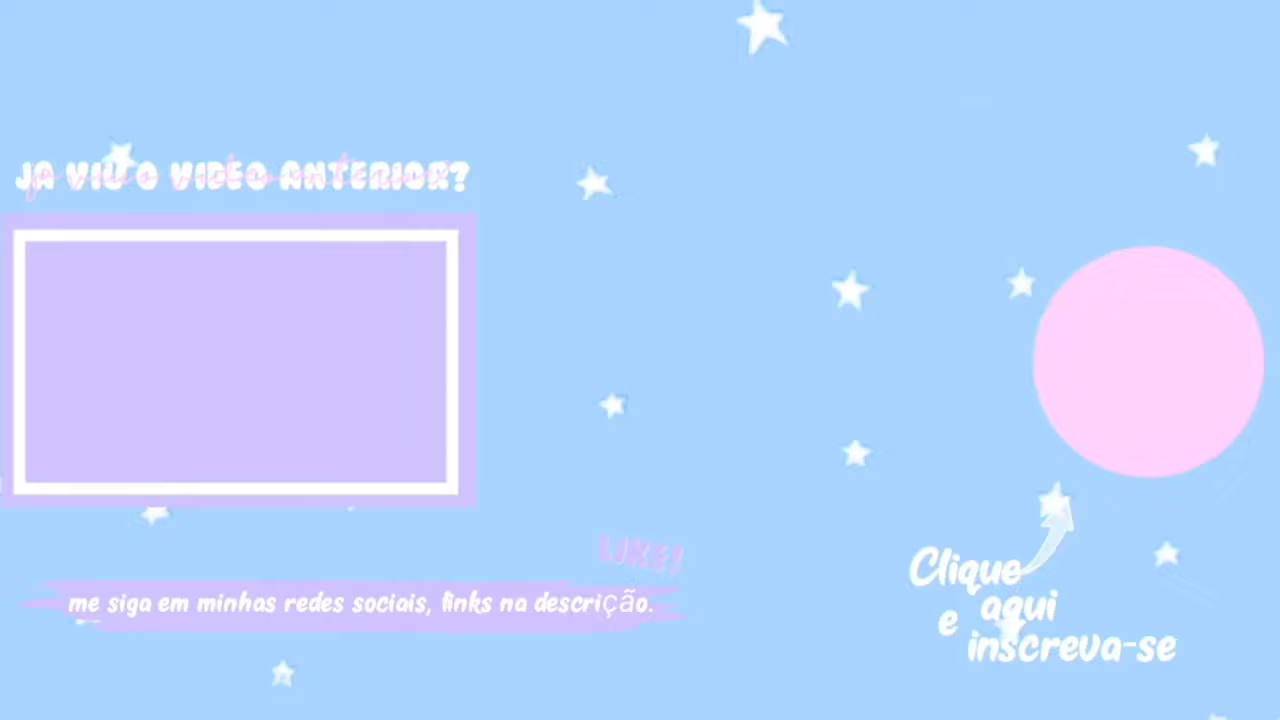 JA VIU O VIDEO ANTERIOR?
LIKE!
me siga em minhas redes sociais, links na descrição.
Clique
aqui
e
inscreva-se